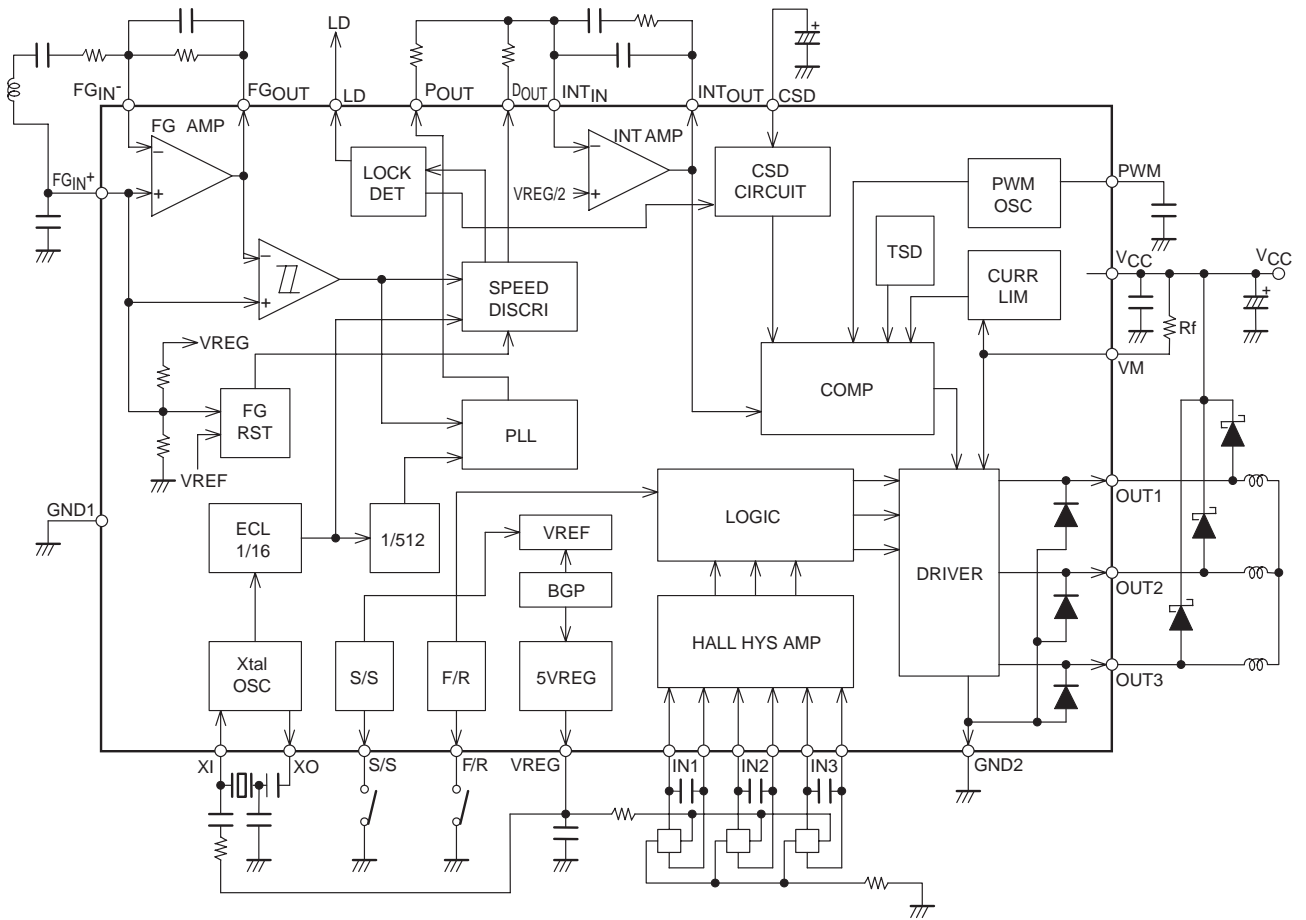 LD
FGIN-
FGOUT
LD
POUT
DOUT
INTIN
INTOUT
CSD
FG AMP
INT AMP
FGIN+
LOCK
DET
VREG/2
CSD
CIRCUIT
PWM
OSC
PWM
TSD
VCC
VCC
CURR
LIM
SPEED
DISCRI
Rf
VREG
VM
COMP
FG
RST
PLL
VREF
GND1
ECL
1/16
1/512
VREF
LOGIC
OUT1
BGP
DRIVER
OUT2
HALL HYS AMP
Xtal
OSC
S/S
F/R
5VREG
OUT3
XI
XO
S/S
F/R
VREG
IN1
IN2
IN3
GND2